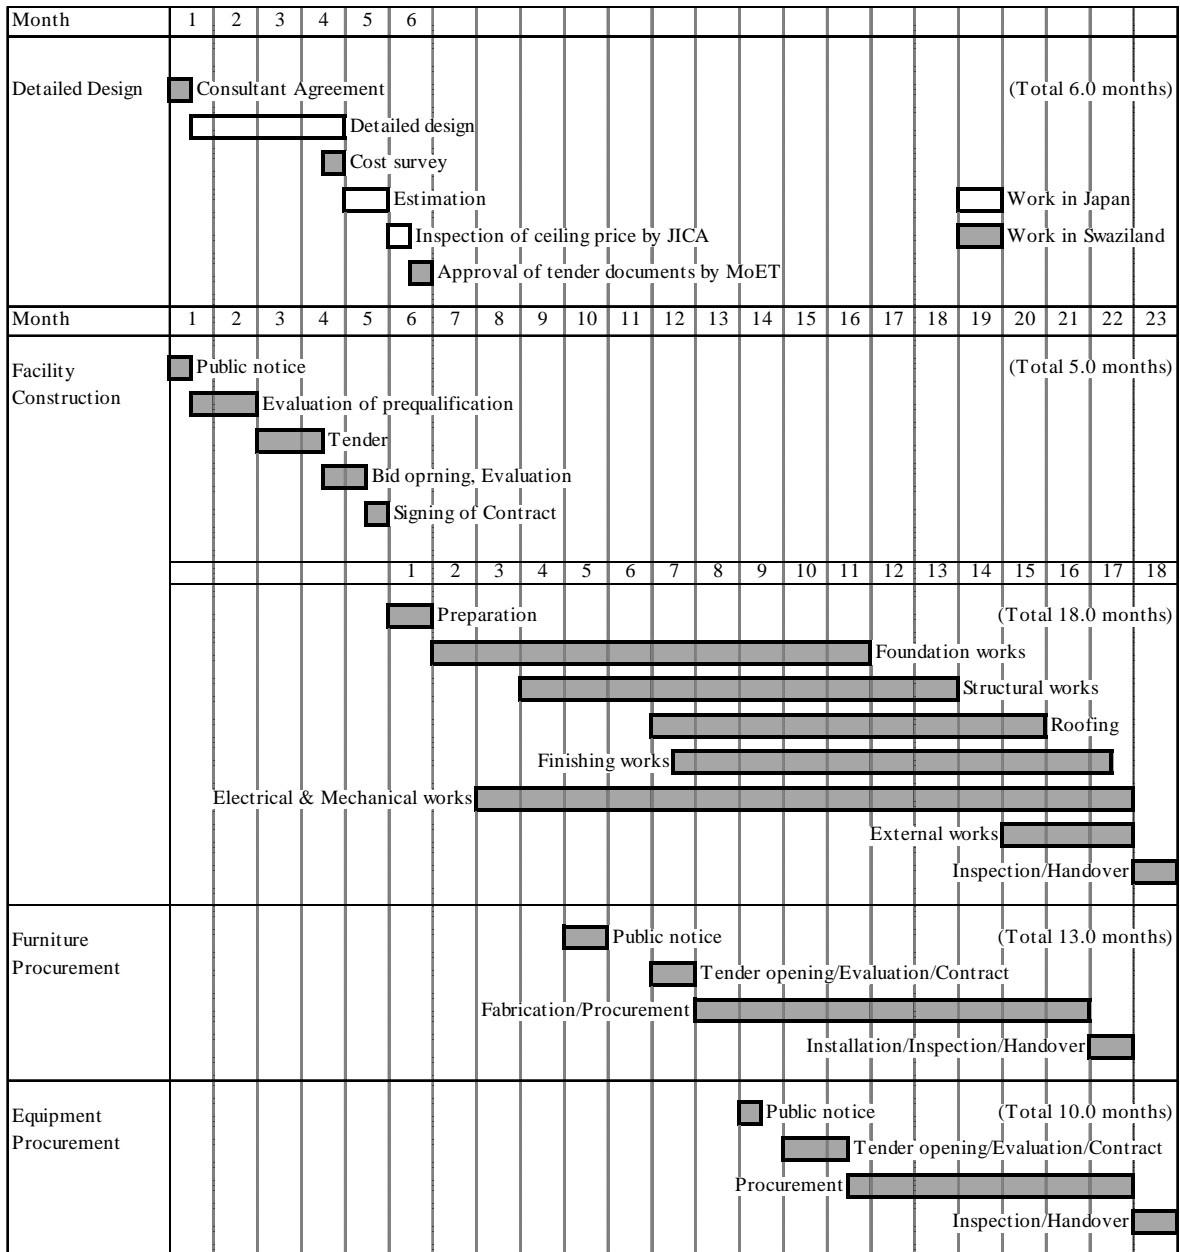 Month 1 2 3 4 5 6
Detailed Design Consultant Agreement (Total 6.0 months)
Detailed design
Cost survey
Estimation Work in Japan
Inspection of ceiling price by JICA Work in Swaziland
Approval of tender documents by MoET
Month 1 2 3 4 5 6 7 8 9 10 11 12 13 14 15 16 17 18 19 20 21 22 23
Facility Public notice (Total 5.0 months)
Construction Evaluation of prequalification
Tender
Bid oprning, Evaluation
Signing of Contract
1 2 3 4 5 6 7 8 9 10 11 12 13 14 15 16 17 18
Preparation (Total 18.0 months)
Foundation works
Structural works
Roofing
Finishing works
Electrical & Mechanical works
External works
Inspection/Handover
Furniture Public notice (Total 13.0 months)
Procurement Tender opening/Evaluation/Contract
Fabrication/Procurement
Installation/Inspection/Handover
Equipment Public notice (Total 10.0 months)
Procurement Tender opening/Evaluation/Contract
Procurement
Inspection/Handover